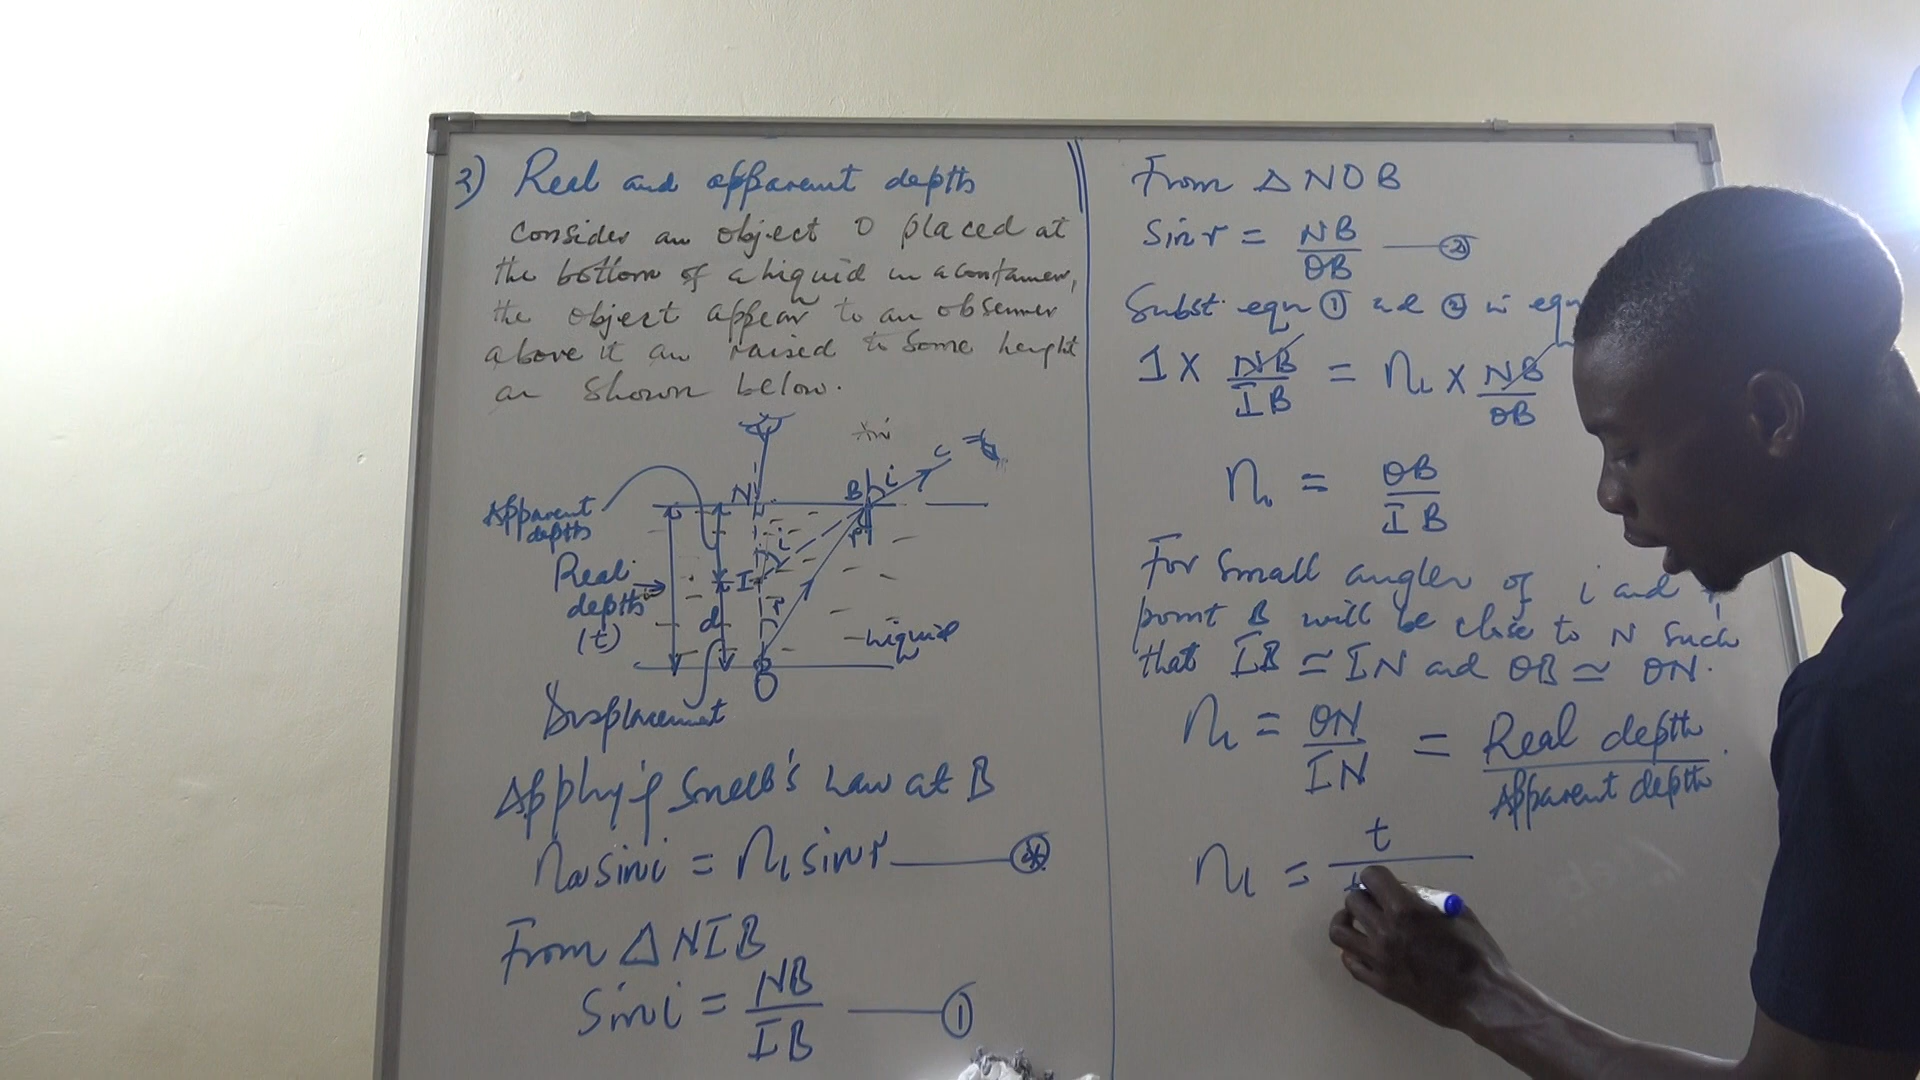 3) Real and apparent depth
Consider an object O placed at
the bottom of a liquid in a container,
the object appear to an observer
above it as raised to some height
as shown below.
N
B
i
C
Apparent
depth
i
r
I
Real
depth
(t)
r
d
Liquid
O
Displacement
Applying Snell's Law at B
na sin i = nl sin r
From Δ NIB
Sin i = NB / IB ①
From Δ NOB
Sin r = NB / OB ②
Subst. eqn ① and ② in eqn
1 × NB / IB = nL × NB / OB
n = OB / IB
For small angles of i and r,
point B will be close to N such
that IB ≃ IN and OB ≃ ON.
nL = ON / IN = Real depth / Apparent depth.
nl = t